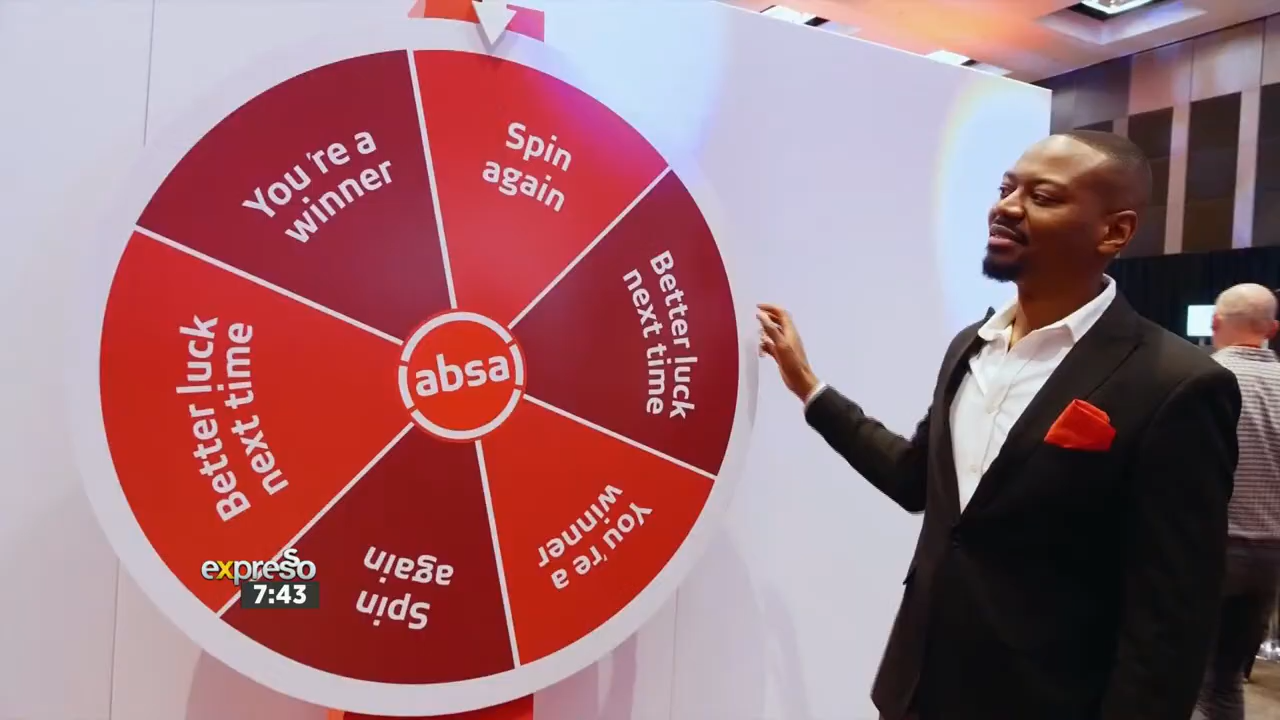 You're a
winner
Spin
again
Better luck
next time
You're a
winner
Spin
again
Better luck
next time
absa
expresso
7:43